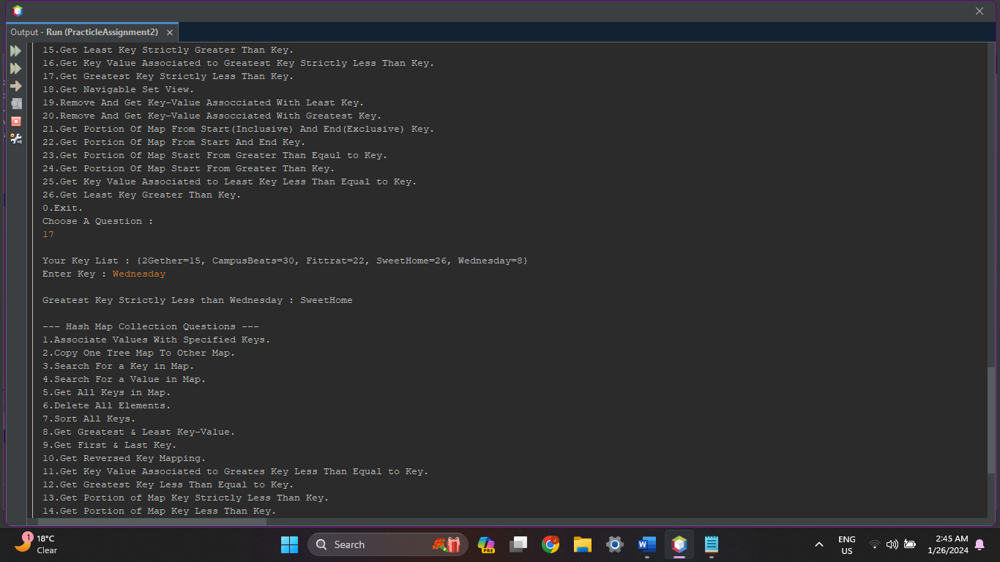 Output - Run (PracticleAssignment2)
15.Get Least Key Strictly Greater Than Key.
16.Get Key Value Associated to Greatest Key Strictly Less Than Key.
17.Get Greatest Key Strictly Less Than Key.
18.Get Navigable Set View.
19.Remove And Get Key-Value Assocciated With Least Key.
20.Remove And Get Key-Value Assocciated With Greatest Key.
21.Get Portion Of Map From Start(Inclusive) And End(Exclusive) Key.
22.Get Portion Of Map From Start And End Key.
23.Get Portion Of Map Start From Greater Than Eqaul to Key.
24.Get Portion Of Map Start From Greater Than Key.
25.Get Key Value Associated to Least Key Less Than Equal to Key.
26.Get Least Key Greater Than Key.
0.Exit.
Choose A Question :
17
Your Key List : {2Gether=15, CampusBeats=30, Fittrat=22, SweetHome=26, Wednesday=8}
Enter Key : Wednesday
Greatest Key Strictly Less than Wednesday : SweetHome
--- Hash Map Collection Questions ---
1.Associate Values With Specified Keys.
2.Copy One Tree Map To Other Map.
3.Search For a Key in Map.
4.Search For a Value in Map.
5.Get All Keys in Map.
6.Delete All Elements.
7.Sort All Keys.
8.Get Greatest & Least Key-Value.
9.Get First & Last Key.
10.Get Reversed Key Mapping.
11.Get Key Value Associated to Greates Key Less Than Equal to Key.
12.Get Greatest Key Less Than Equal to Key.
13.Get Portion of Map Key Strictly Less Than Key.
14.Get Portion of Map Key Less Than Key.
1
18°C
Clear
Search
PRE
ENG
US
2:45 AM
1/26/2024